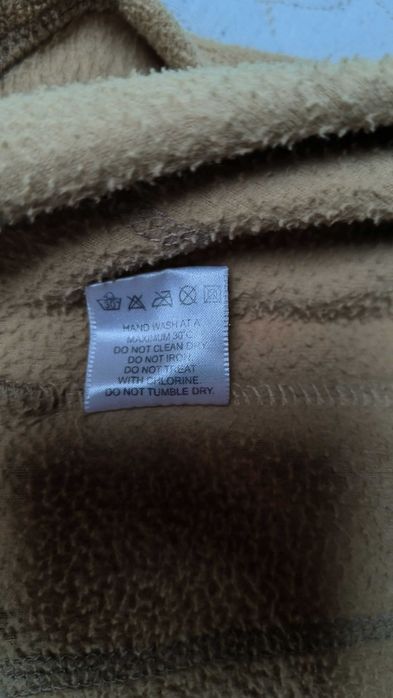 30
HAND WASH AT A
MAXIMUM 30°C.
DO NOT CLEAN DRY.
DO NOT IRON.
DO NOT TREAT
WITH CHLORINE.
DO NOT TUMBLE DRY.